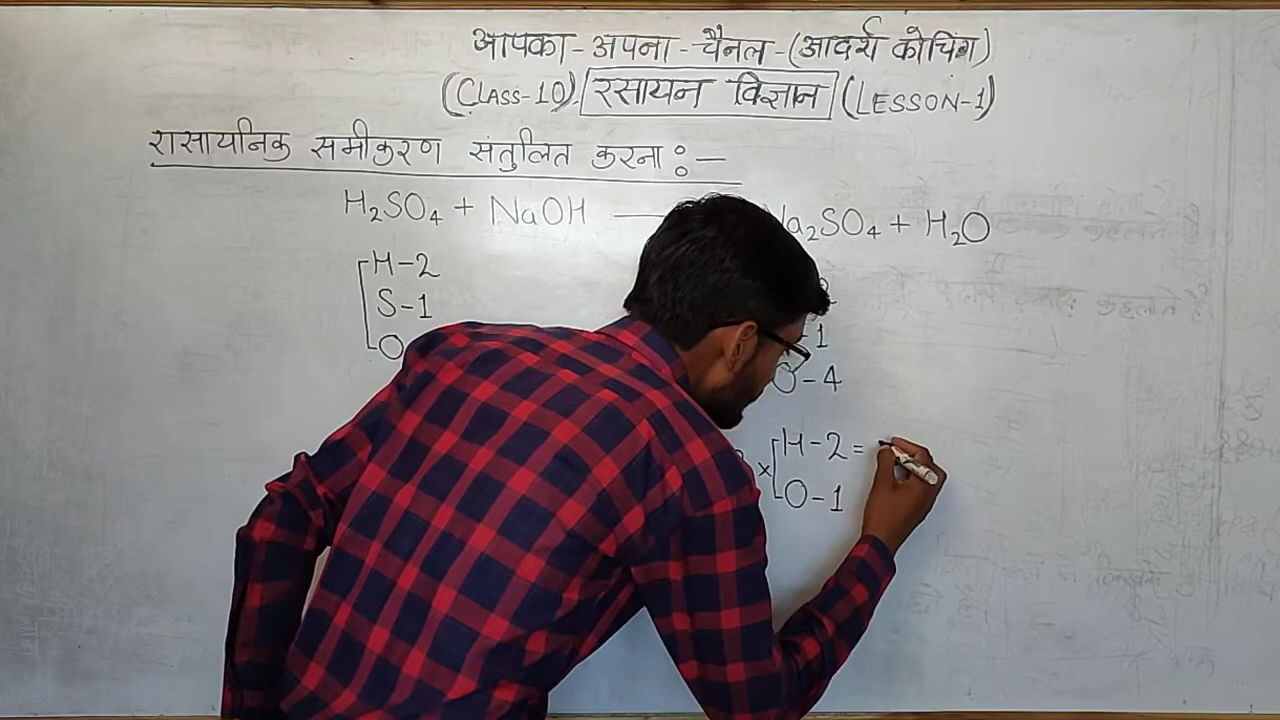 आपका - अपना - चैनल - (आदर्श कोचिंग)
(CLASS-10) रसायन विज्ञान (LESSON-1)
रासायनिक समीकरण संतुलित करना :-
H₂SO₄ + NaOH — Na₂SO₄ + H₂O
H-2
S-1
O
-1
O-4
× H-2 =
O-1